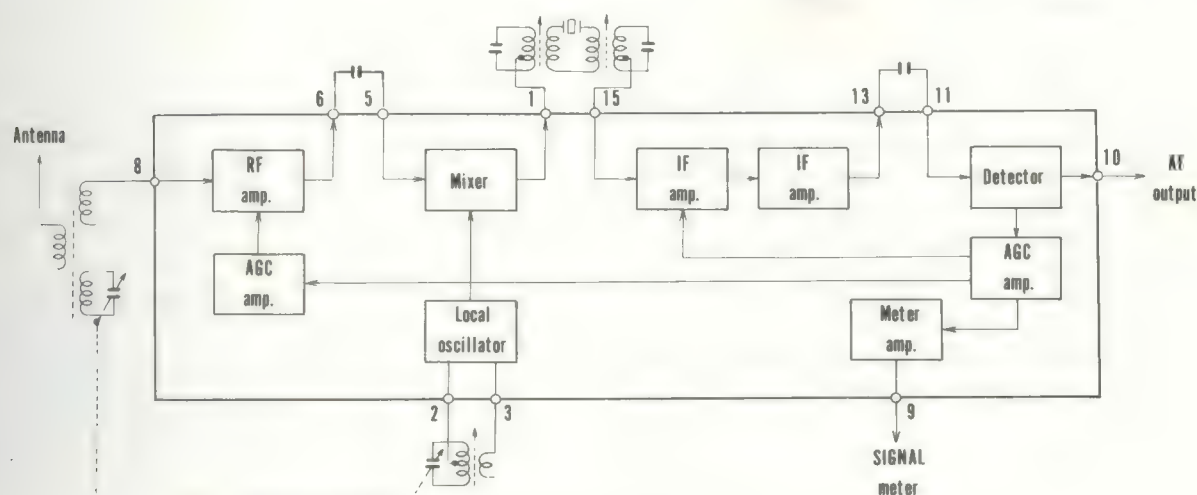 6 5 1 15 13 11
Antenna
8
RF
amp.
Mixer
IF
amp.
IF
amp.
Detector
10
AF
output
AGC
amp.
AGC
amp.
Local
oscillator
Meter
amp.
2 3 9
SIGNAL
meter